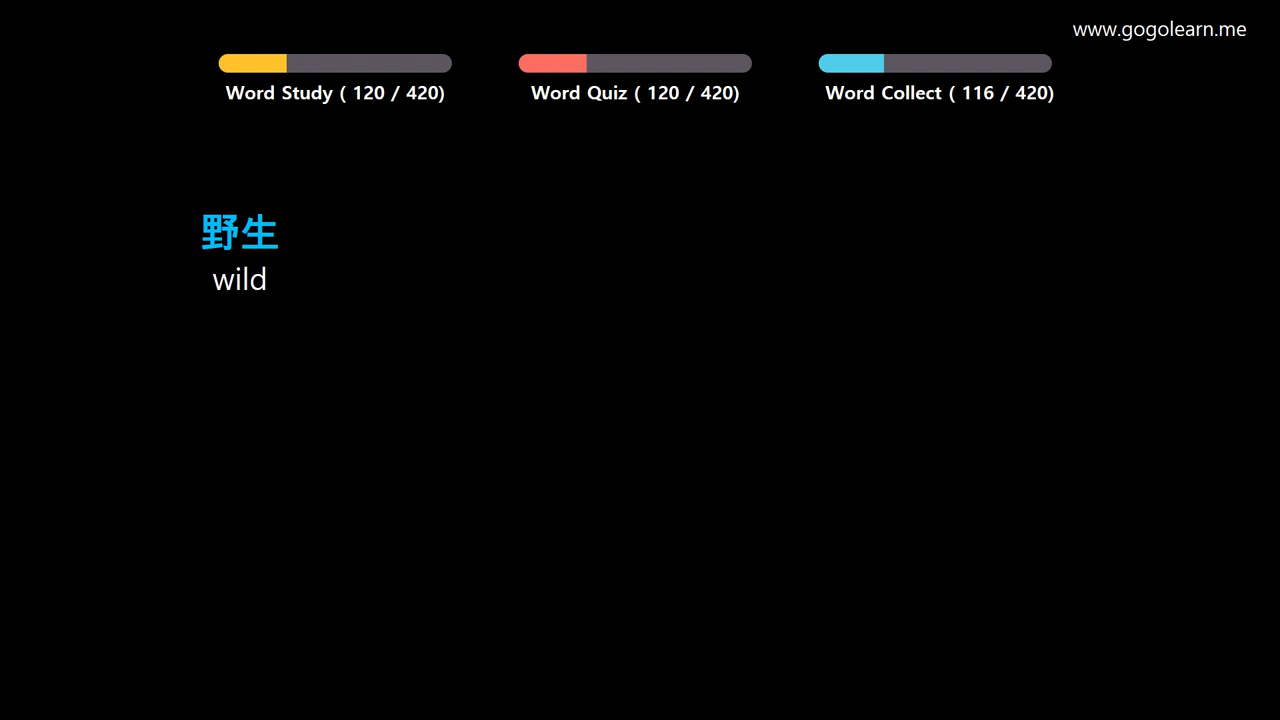 www.gogolearn.me
Word Study ( 120 / 420)
Word Quiz ( 120 / 420)
Word Collect ( 116 / 420)
野生
wild